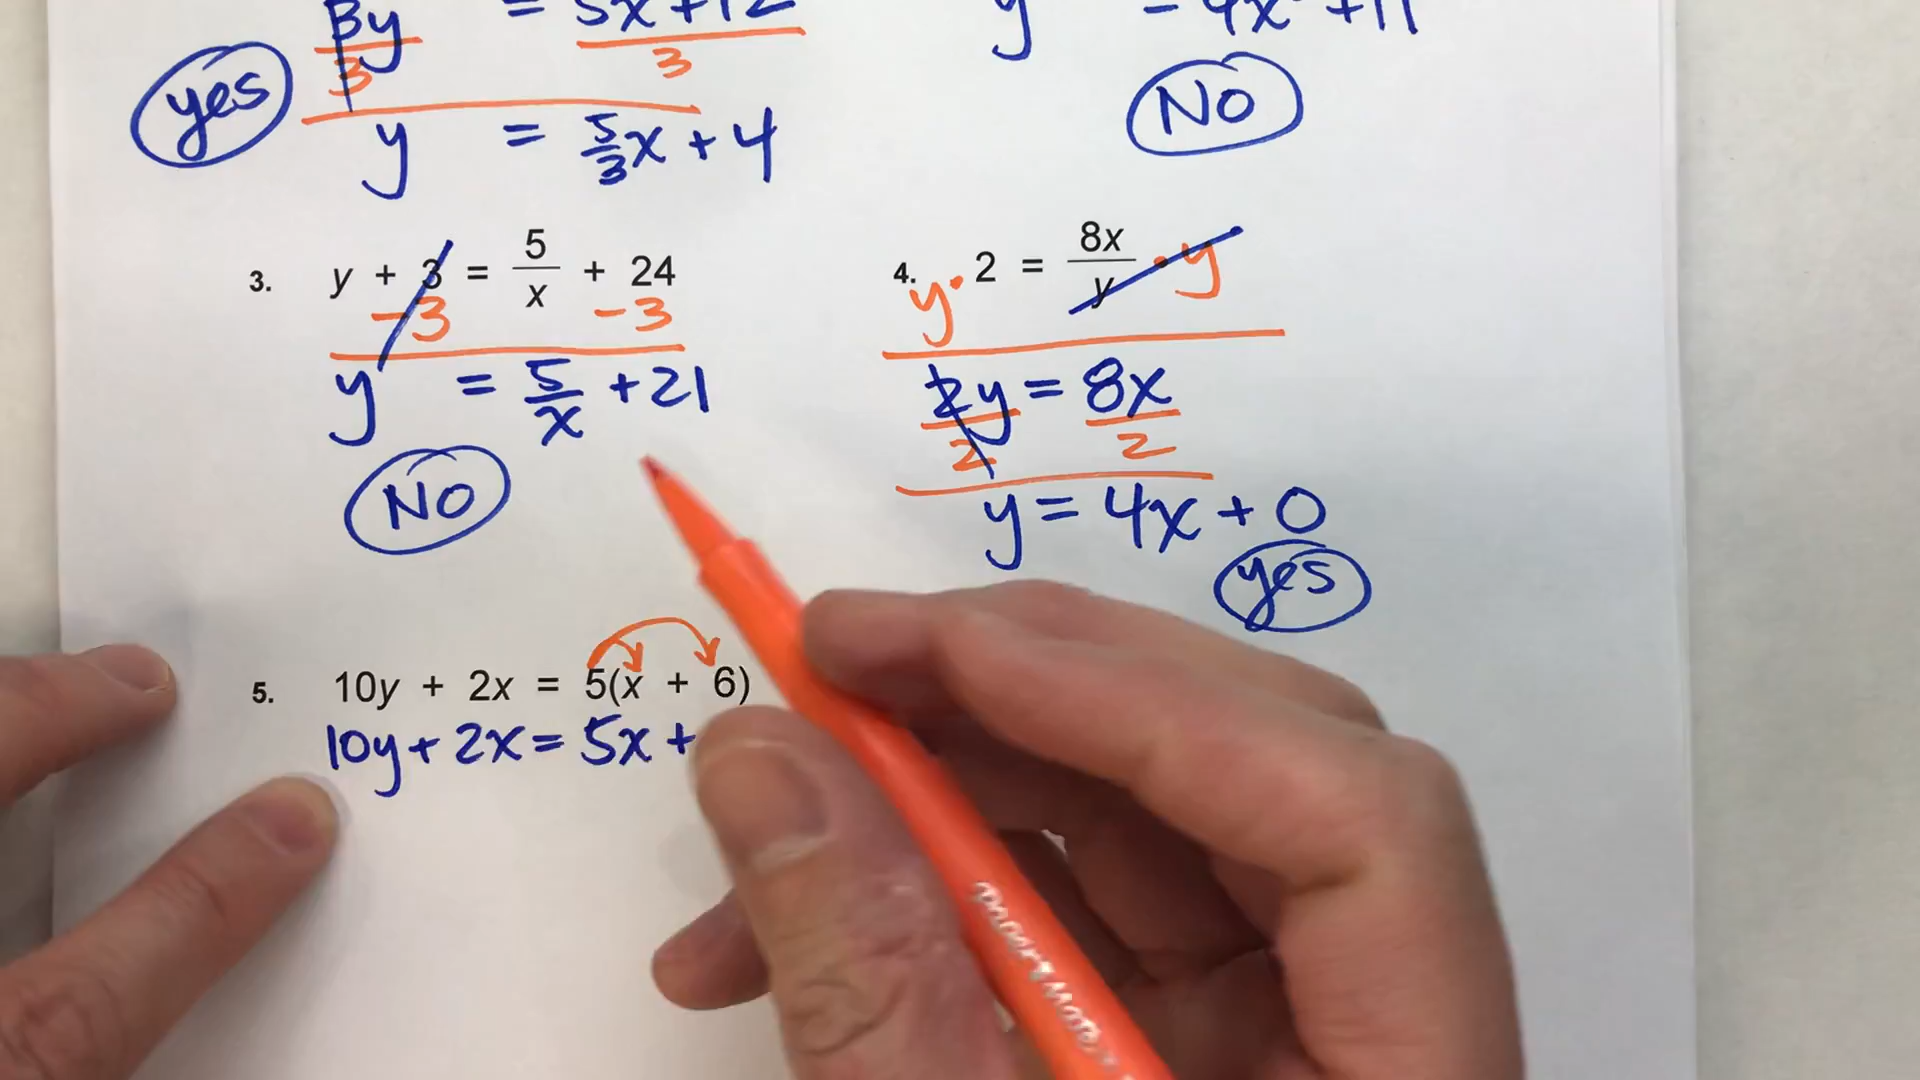 3y = 5x+12
3 3
yes
y = 5/3x + 4
y = 4x +11
No
3. y + 3 = 5/x + 24
-3 -3
y = 5/x +21
No
4. y· 2 = 8x/y · y
2y = 8x
2 2
y = 4x + 0
yes
5. 10y + 2x = 5(x + 6)
10y+ 2x = 5x +
PaperMate